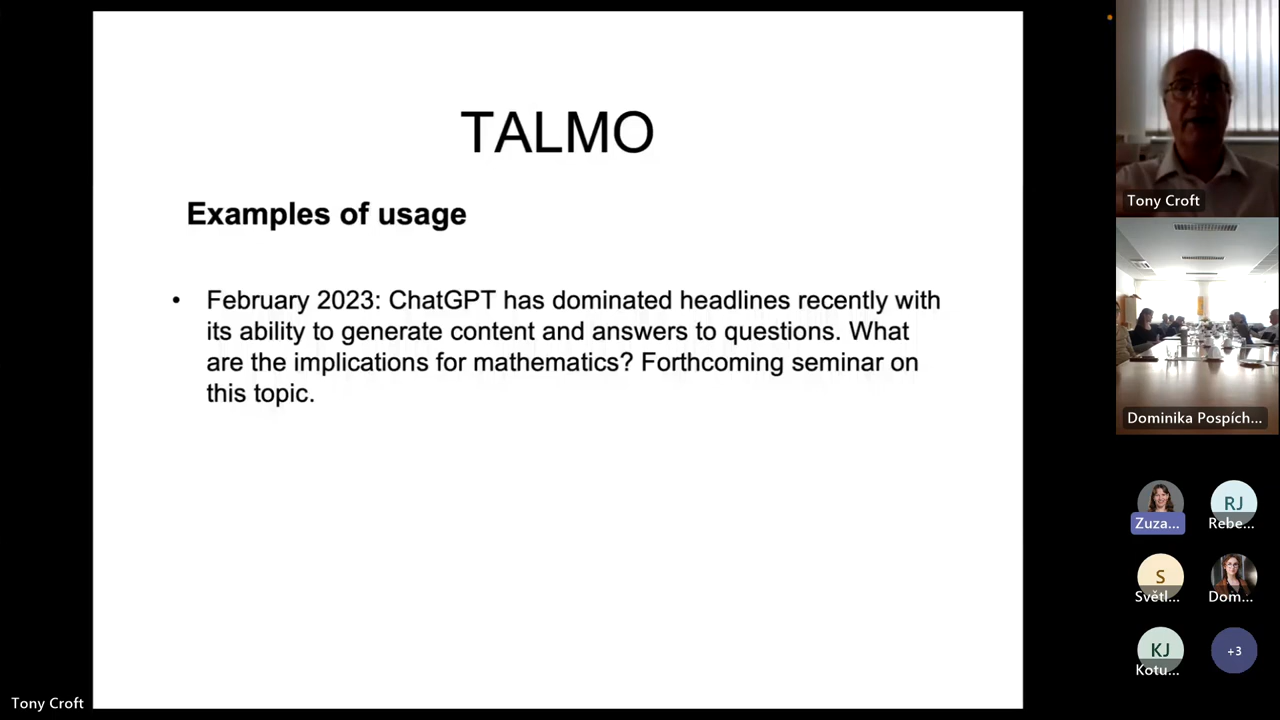 TALMO
Examples of usage
• February 2023: ChatGPT has dominated headlines recently with
its ability to generate content and answers to questions. What
are the implications for mathematics? Forthcoming seminar on
this topic.
Tony Croft
Tony Croft
Dominika Pospích...
Zuza...
RJ
Rebe...
S
Světl...
Dom...
KJ
Kotu...
+3